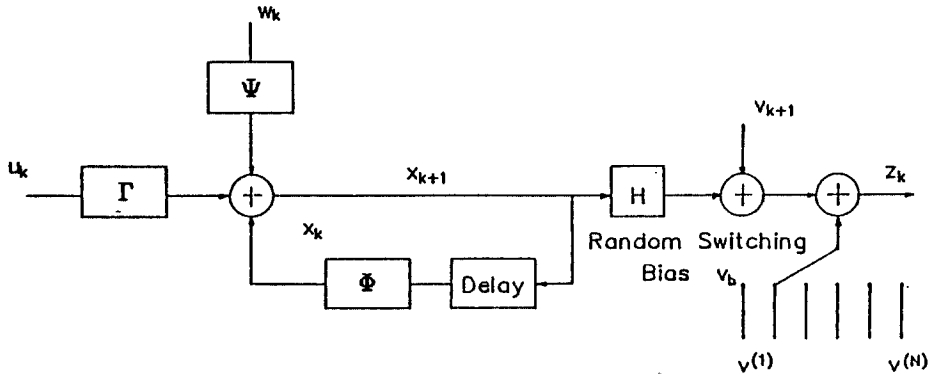 w_k
Ψ
v_{k+1}
u_k
Γ
+
x_{k+1}
H
+
+
z_k
x_k
Random Switching
Bias v_b
Φ
Delay
v^{(1)}
v^{(N)}